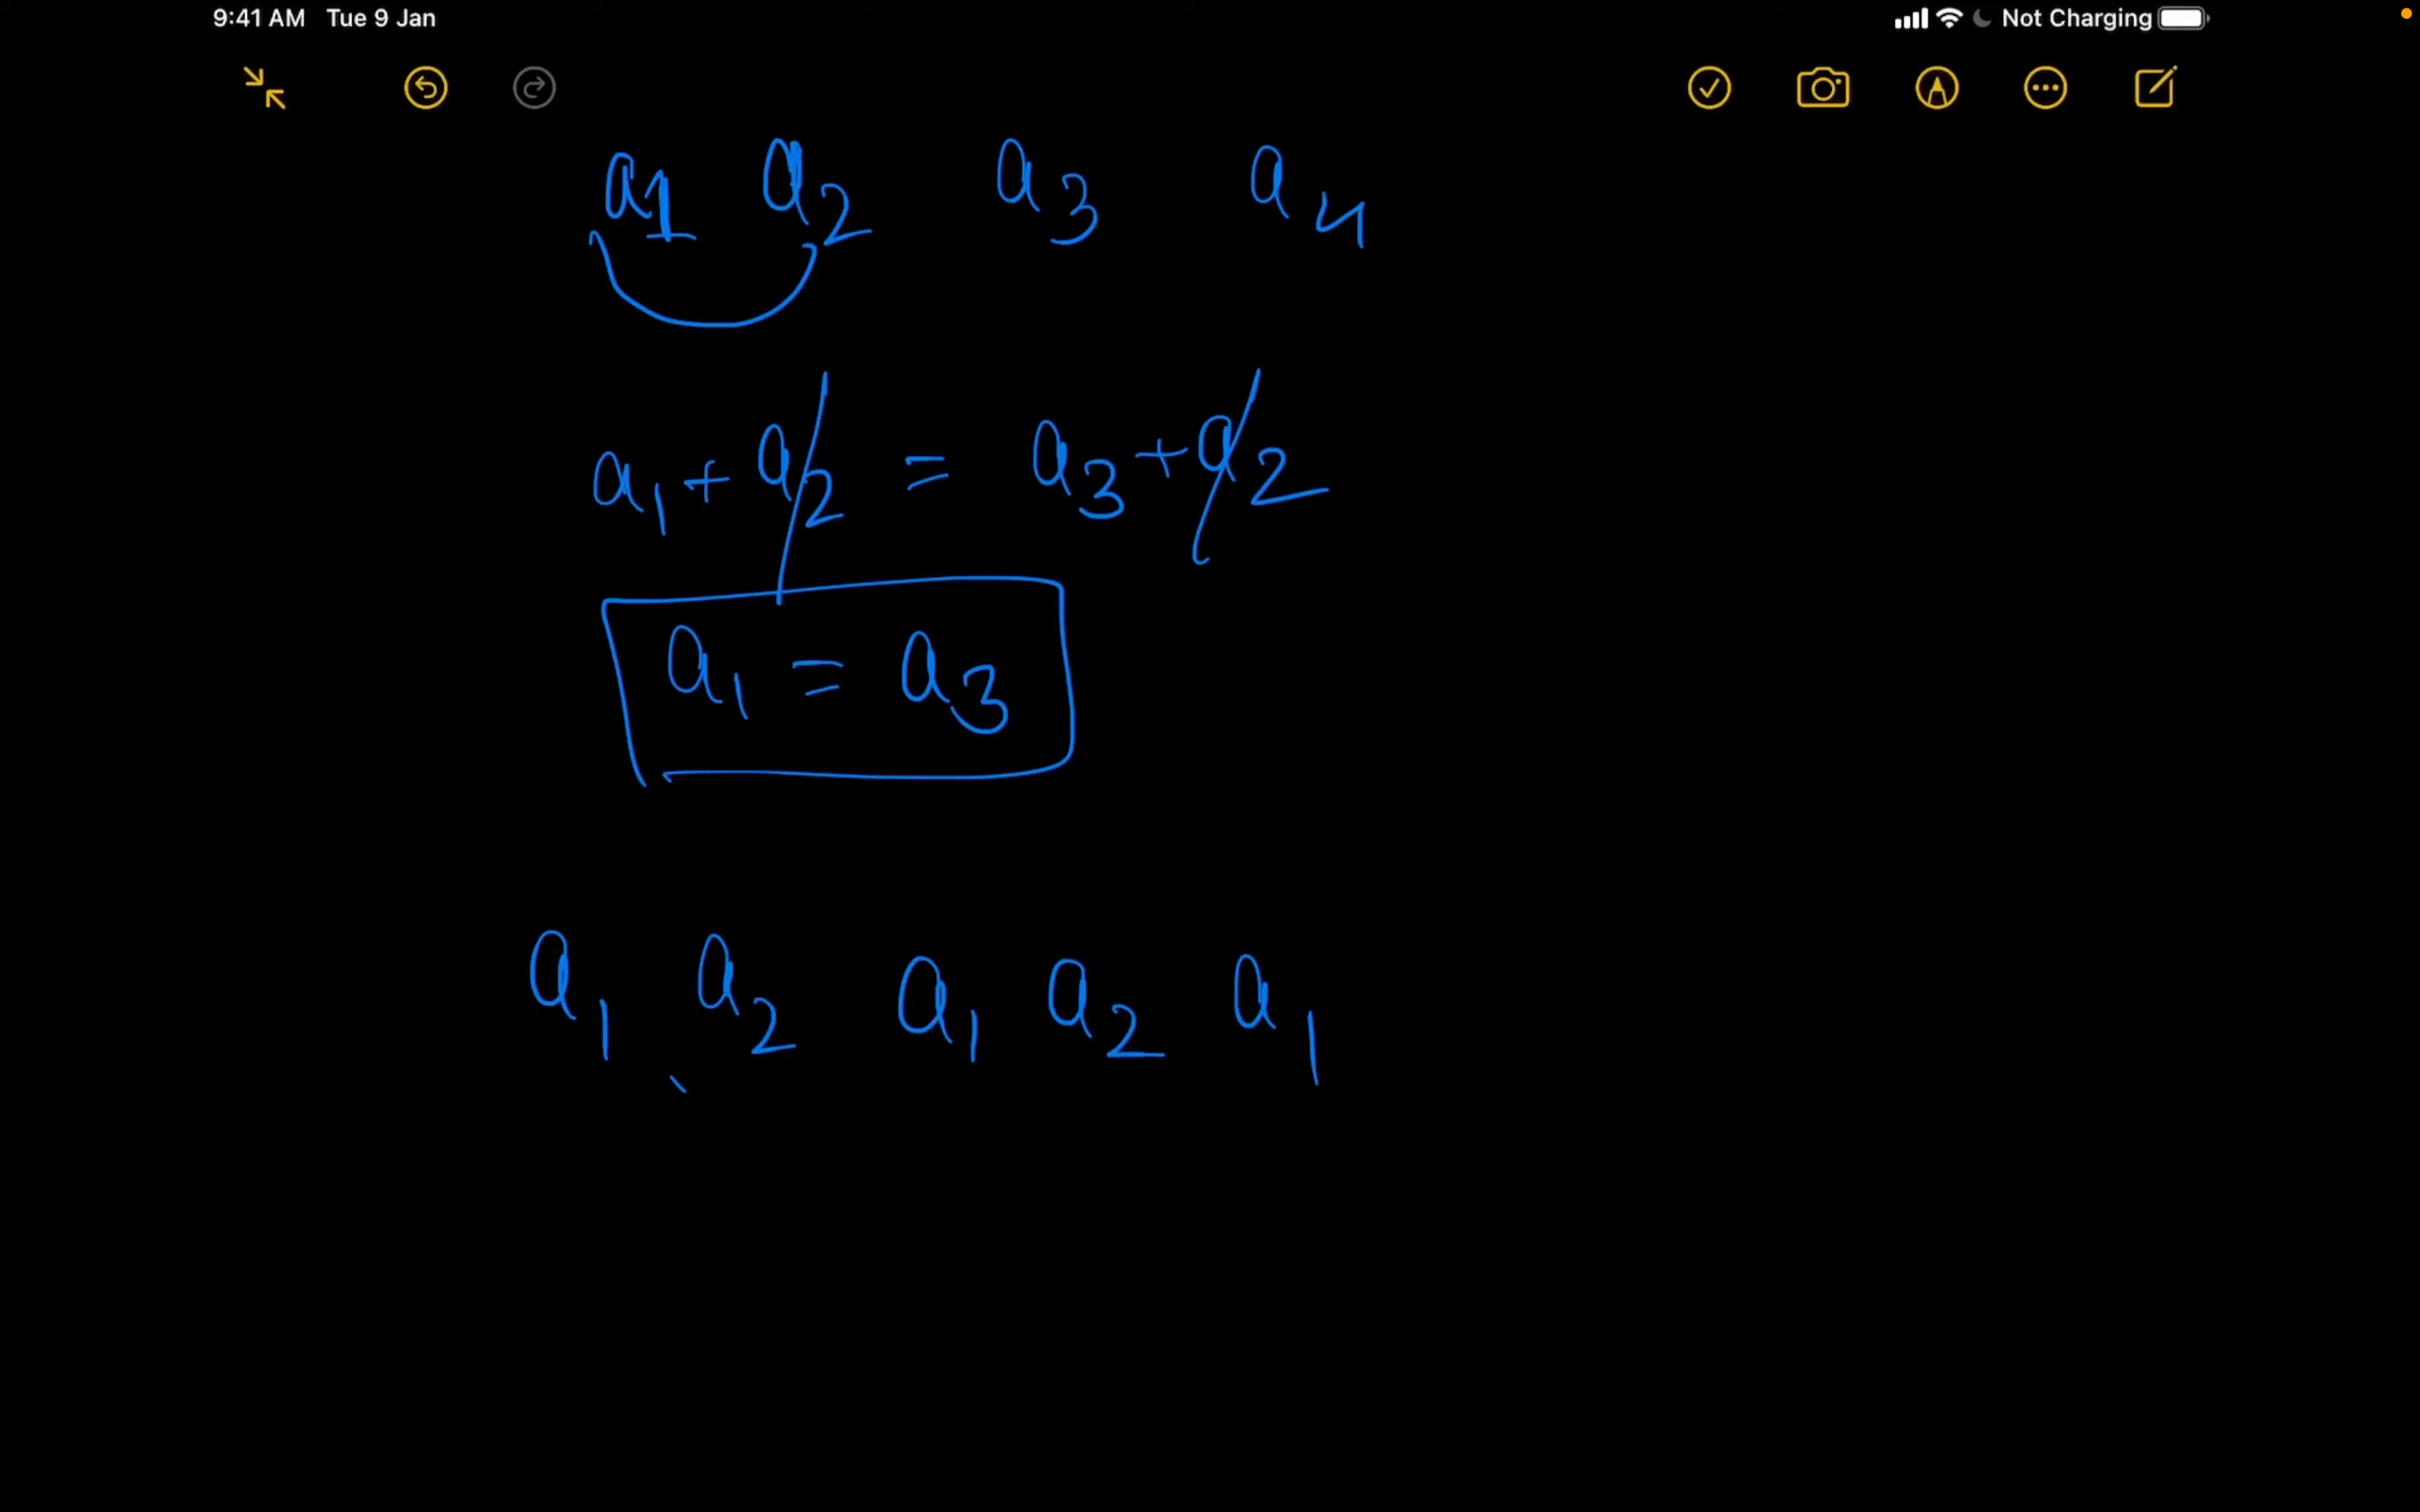 9:41 AM Tue 9 Jan Not Charging
a1 a2 a3 a4
a1 + a2 = a3 + a2
a1 = a3
a1 a2 a1 a2 a1